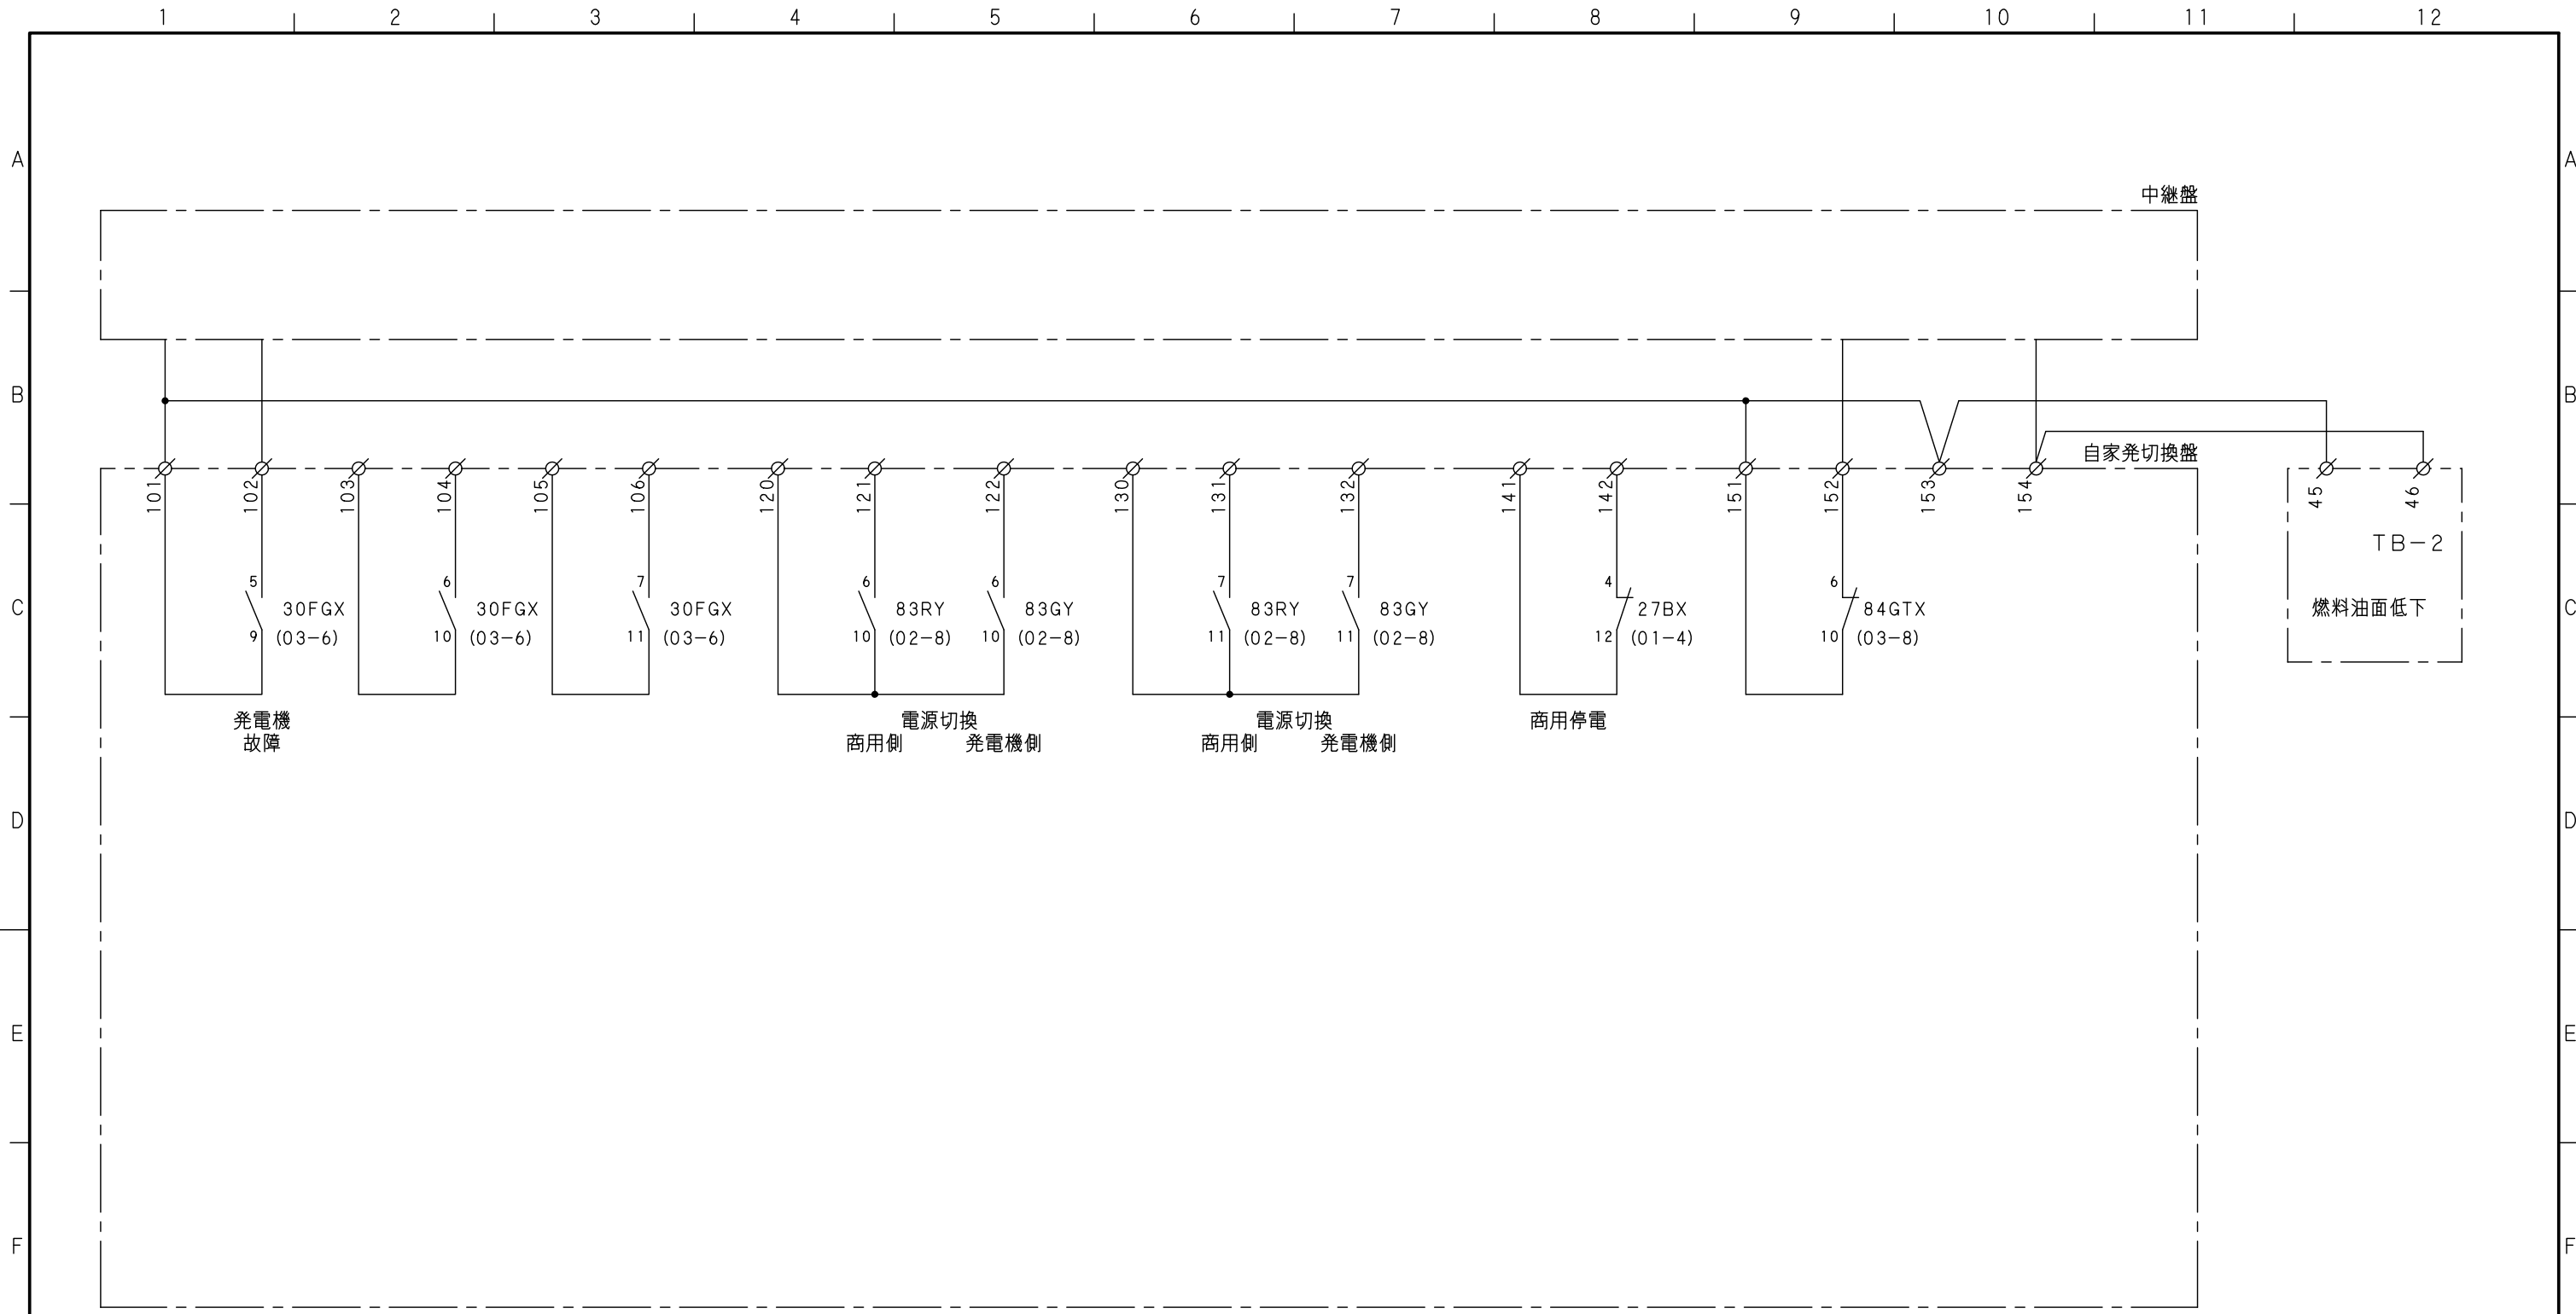 1 2 3 4 5 6 7 8 9 10 11 12
A A
中継盤
B B
自家発切換盤
101 102 103 104 105 106 120 121 122 130 131 132 141 142 151 152 153 154 45 46
TB-2
5 6 7 6 6 7 7 4 6
C 30FGX 30FGX 30FGX 83RY 83GY 83RY 83GY 27BX 84GTX 燃料油面低下 C
9 (03-6) 10 (03-6) 11 (03-6) 10 (02-8) 10 (02-8) 11 (02-8) 11 (02-8) 12 (01-4) 10 (03-8)
発電機 電源切換 電源切換 商用停電
故障 商用側 発電機側 商用側 発電機側
D D
E E
F F